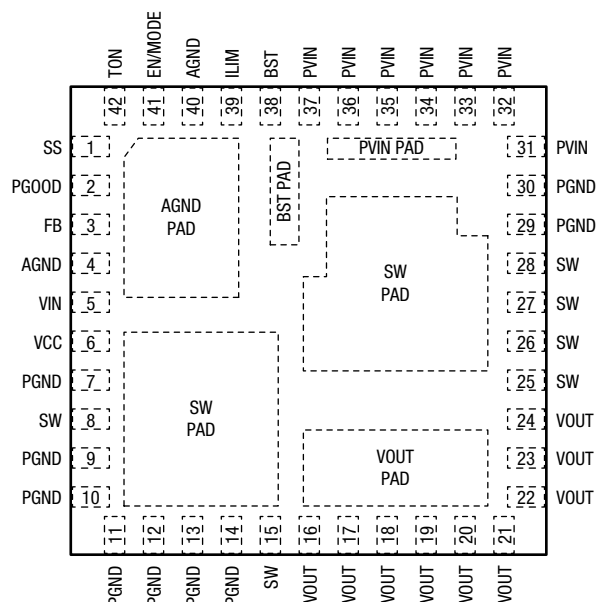 TON EN/MODE AGND ILIM BST PVIN PVIN PVIN PVIN PVIN PVIN
42 41 40 39 38 37 36 35 34 33 32
SS 1
PGOOD 2
FB 3
AGND 4
VIN 5
VCC 6
PGND 7
SW 8
PGND 9
PGND 10
AGND
PAD
BST PAD
PVIN PAD
SW
PAD
SW
PAD
VOUT
PAD
31 PVIN
30 PGND
29 PGND
28 SW
27 SW
26 SW
25 SW
24 VOUT
23 VOUT
22 VOUT
11 12 13 14 15 16 17 18 19 20 21
PGND PGND PGND PGND SW VOUT VOUT VOUT VOUT VOUT VOUT